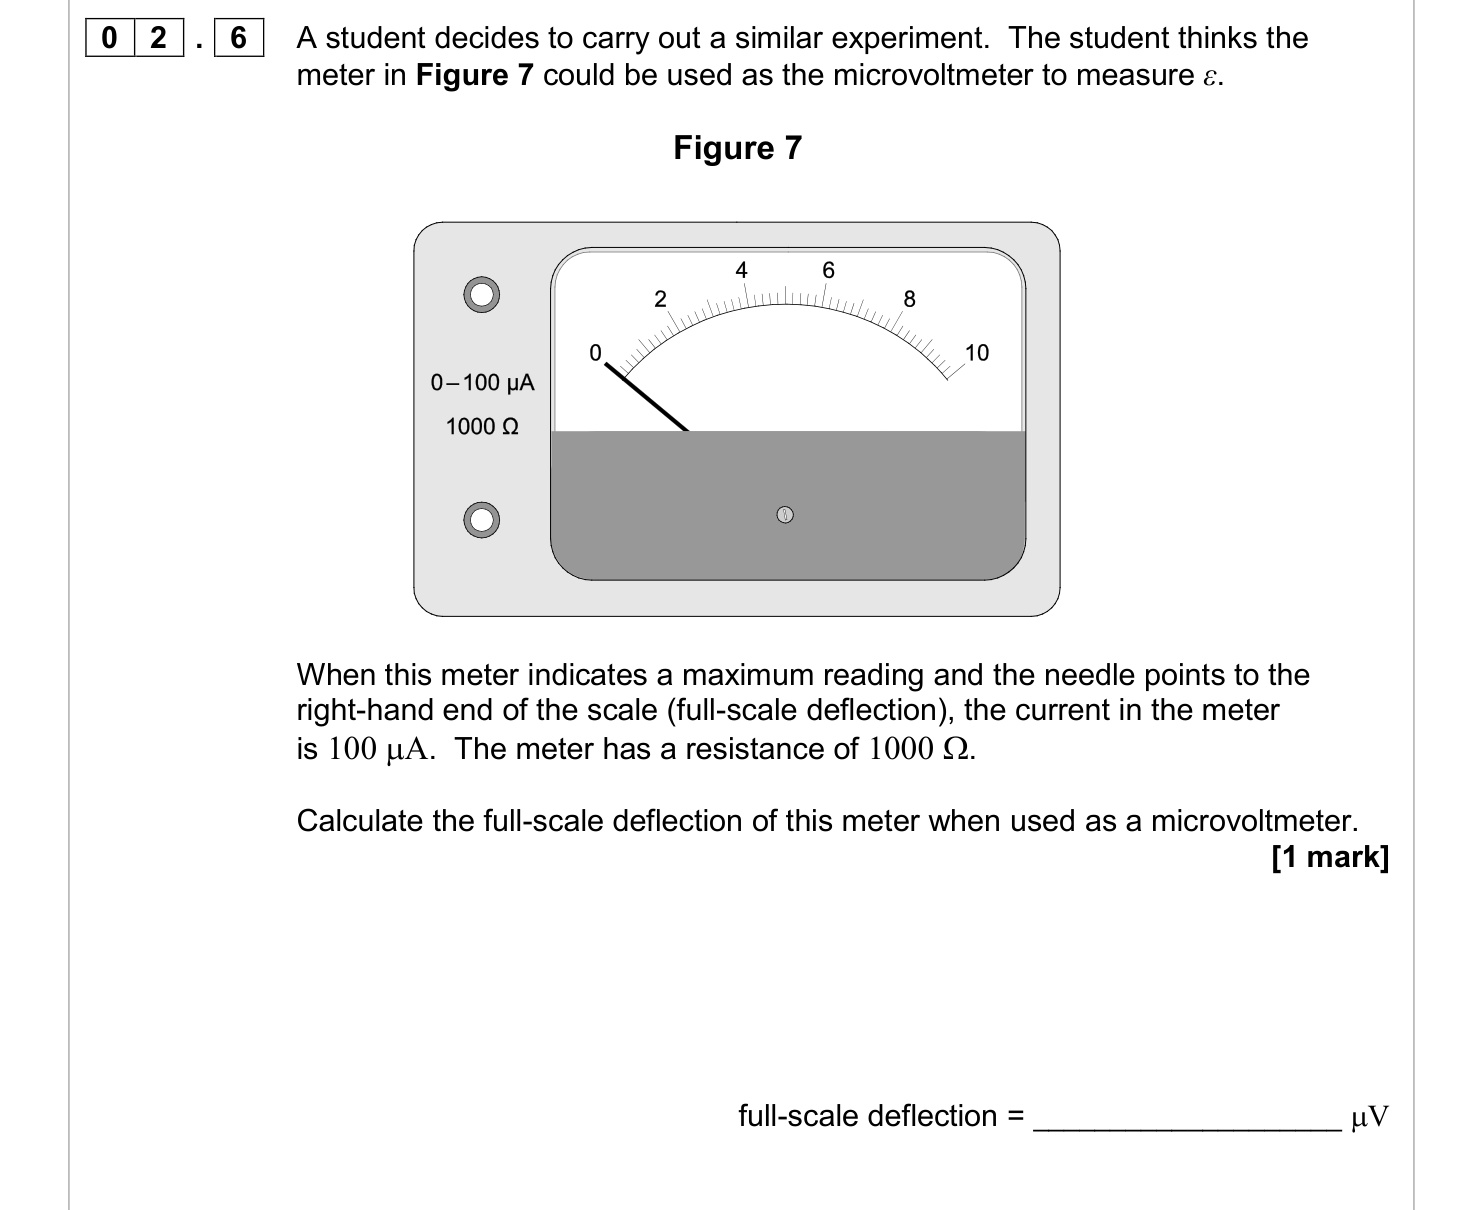 0 2 . 6 A student decides to carry out a similar experiment. The student thinks the
meter in Figure 7 could be used as the microvoltmeter to measure ε.
Figure 7
0 2 4 6 8 10
0–100 µA
1000 Ω
When this meter indicates a maximum reading and the needle points to the
right-hand end of the scale (full-scale deflection), the current in the meter
is 100 µA. The meter has a resistance of 1000 Ω.
Calculate the full-scale deflection of this meter when used as a microvoltmeter.
[1 mark]
full-scale deflection = ____________________ µV